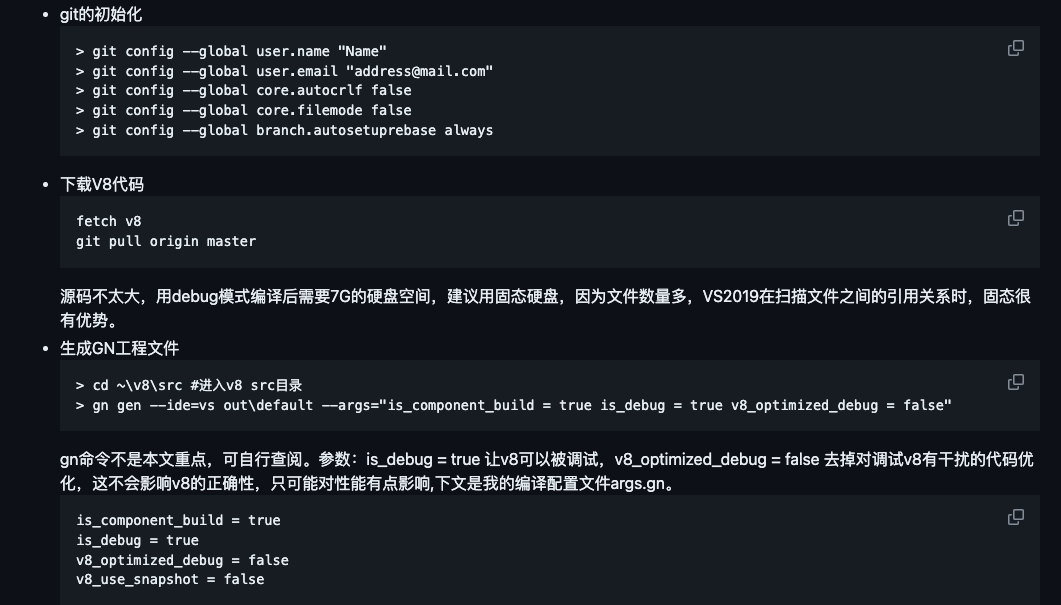 git的初始化
> git config --global user.name "Name"
> git config --global user.email "address@mail.com"
> git config --global core.autocrlf false
> git config --global core.filemode false
> git config --global branch.autosetuprebase always
下载V8代码
fetch v8
git pull origin master
源码不太大，用debug模式编译后需要7G的硬盘空间，建议用固态硬盘，因为文件数量多，VS2019在扫描文件之间的引用关系时，固态很
有优势。
生成GN工程文件
> cd ~\v8\src #进入v8 src目录
> gn gen --ide=vs out\default --args="is_component_build = true is_debug = true v8_optimized_debug = false"
gn命令不是本文重点，可自行查阅。参数：is_debug = true 让v8可以被调试，v8_optimized_debug = false 去掉对调试v8有干扰的代码优
化，这不会影响v8的正确性，只可能对性能有点影响,下文是我的编译配置文件args.gn。
is_component_build = true
is_debug = true
v8_optimized_debug = false
v8_use_snapshot = false